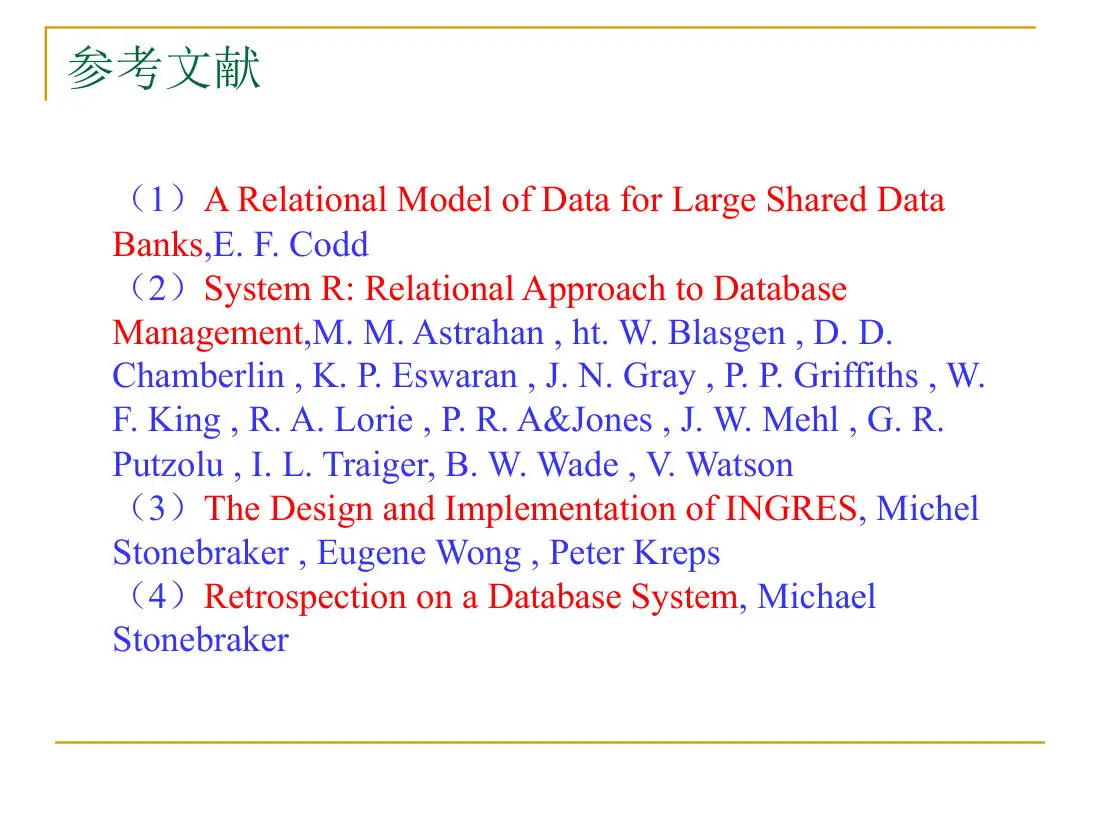 参考文献
（1）A Relational Model of Data for Large Shared Data
Banks,E. F. Codd
（2）System R: Relational Approach to Database
Management,M. M. Astrahan , ht. W. Blasgen , D. D.
Chamberlin , K. P. Eswaran , J. N. Gray , P. P. Griffiths , W.
F. King , R. A. Lorie , P. R. A&Jones , J. W. Mehl , G. R.
Putzolu , I. L. Traiger, B. W. Wade , V. Watson
（3）The Design and Implementation of INGRES, Michel
Stonebraker , Eugene Wong , Peter Kreps
（4）Retrospection on a Database System, Michael
Stonebraker